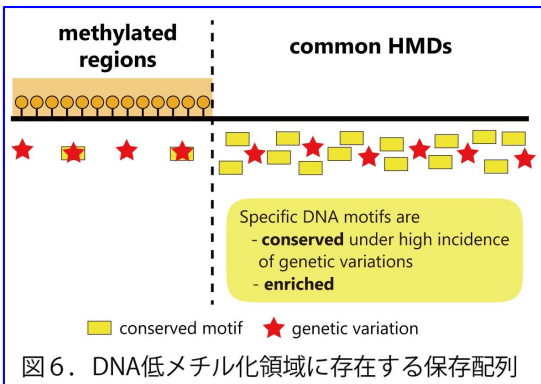 methylated
regions
common HMDs
Specific DNA motifs are
- conserved under high incidence
of genetic variations
- enriched
conserved motif
genetic variation
図6. DNA低メチル化領域に存在する保存配列